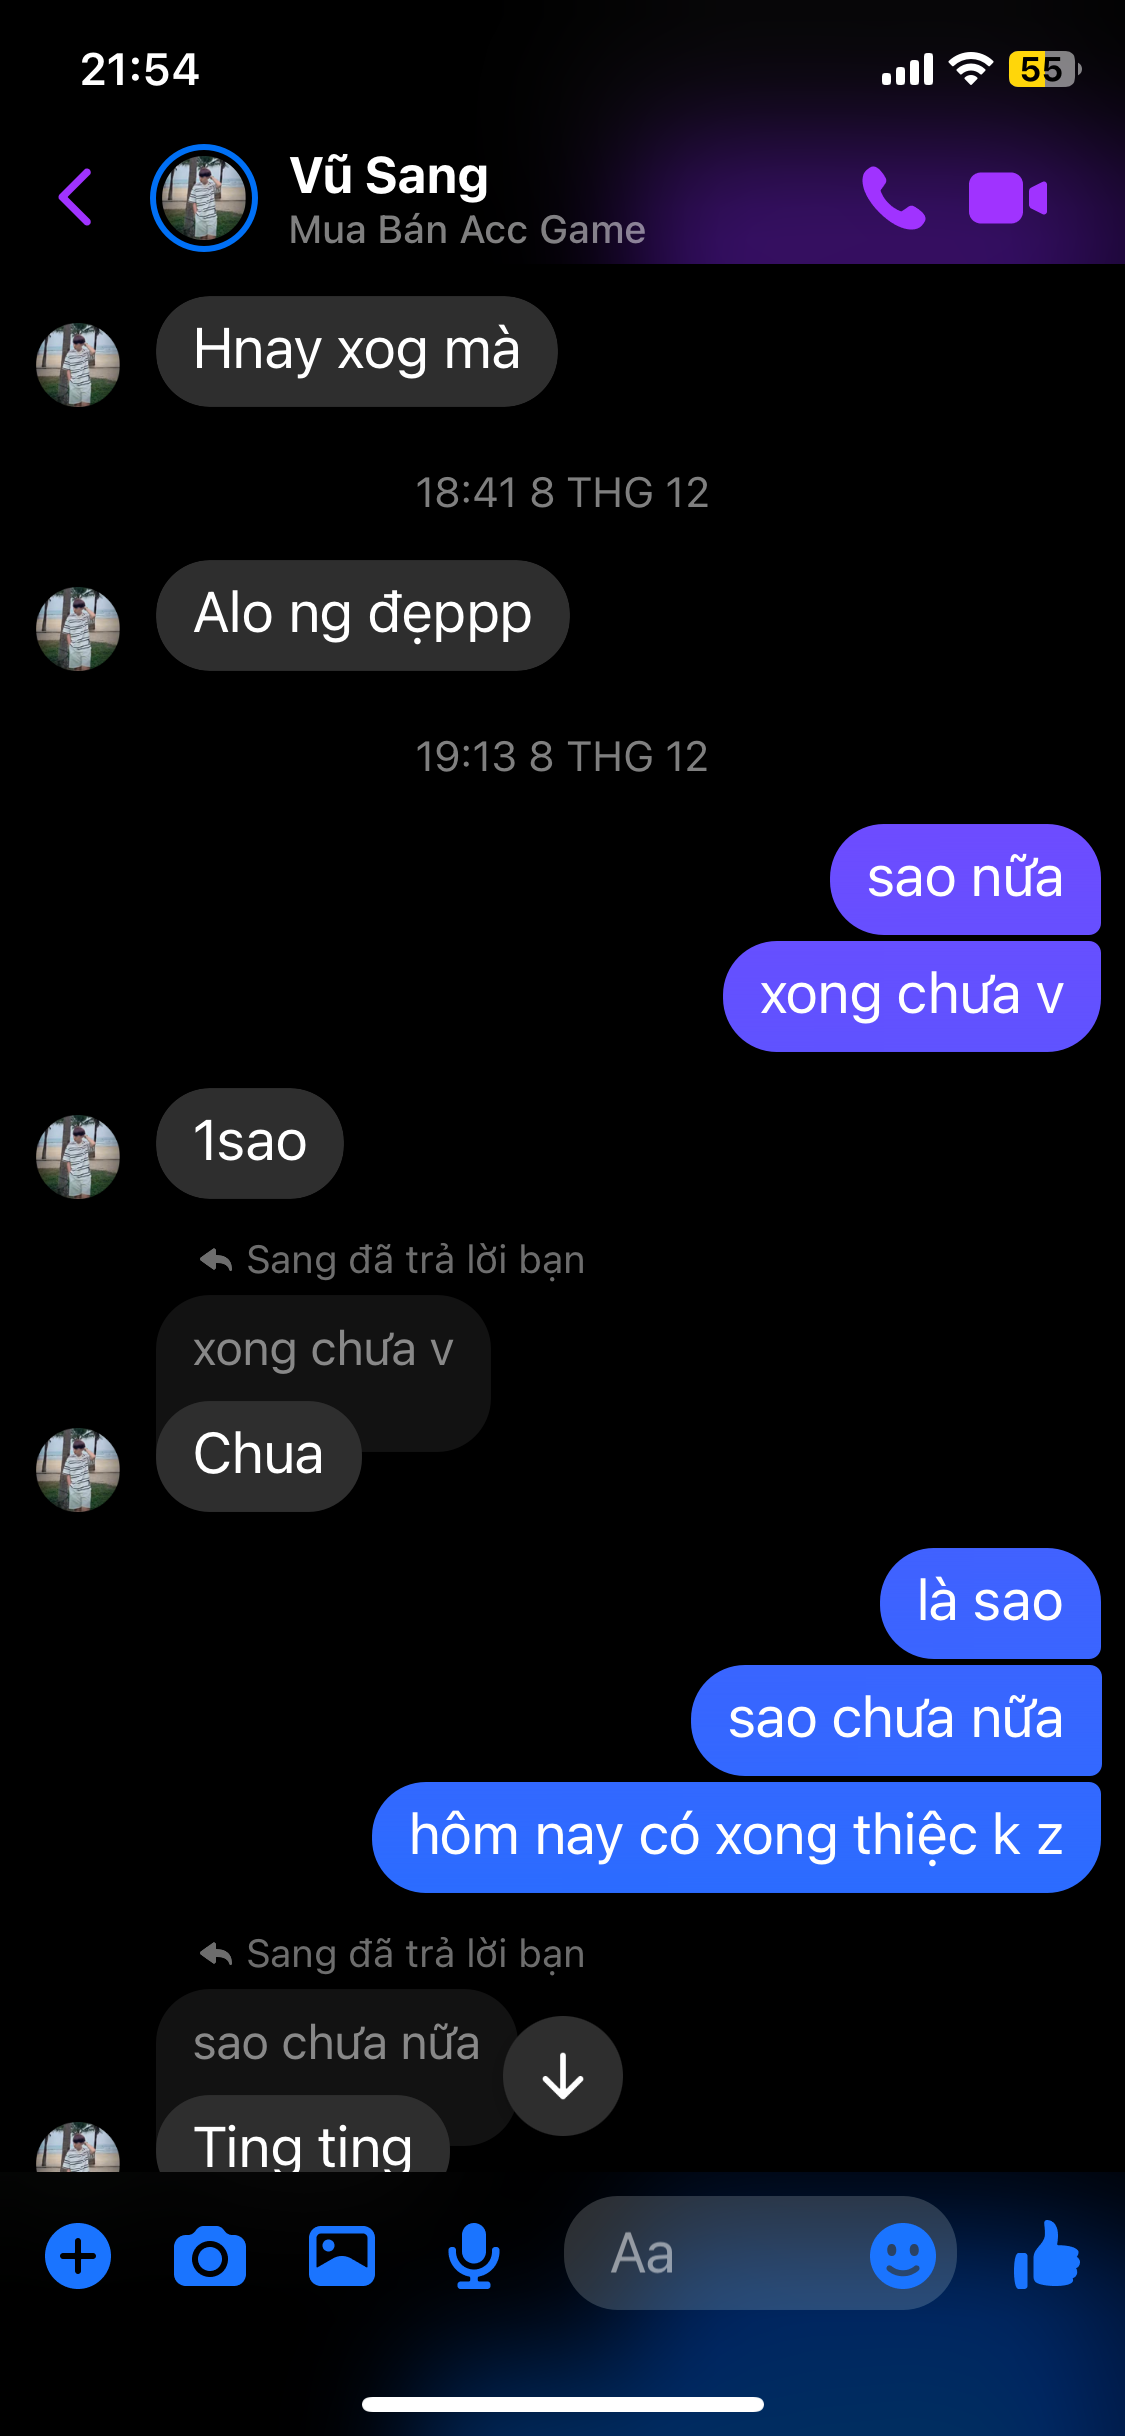 21:54
55
Vũ Sang
Mua Bán Acc Game
Hnay xog mà
18:41 8 THG 12
Alo ng đẹppp
19:13 8 THG 12
sao nữa
xong chưa v
1sao
Sang đã trả lời bạn
xong chưa v
Chua
là sao
sao chưa nữa
hôm nay có xong thiệc k z
Sang đã trả lời bạn
sao chưa nữa
Ting ting
Aa